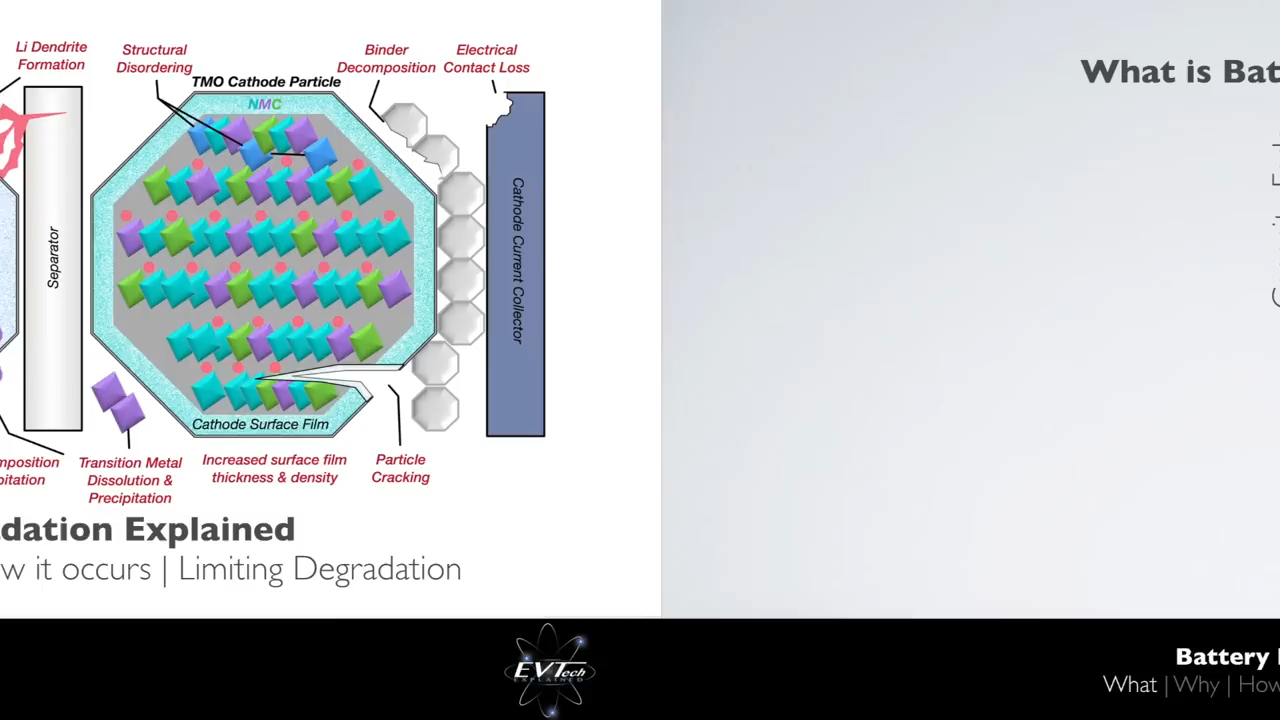 Li Dendrite
Formation
Structural
Disordering
Binder
Decomposition
Electrical
Contact Loss
TMO Cathode Particle
NMC
Separator
Cathode Current Collector
Cathode Surface Film
mposition
pitation
Transition Metal
Dissolution &
Precipitation
Increased surface film
thickness & density
Particle
Cracking
dation Explained
w it occurs | Limiting Degradation
What is Bat
EVTech
EXPLAINED
Battery
What | Why | How